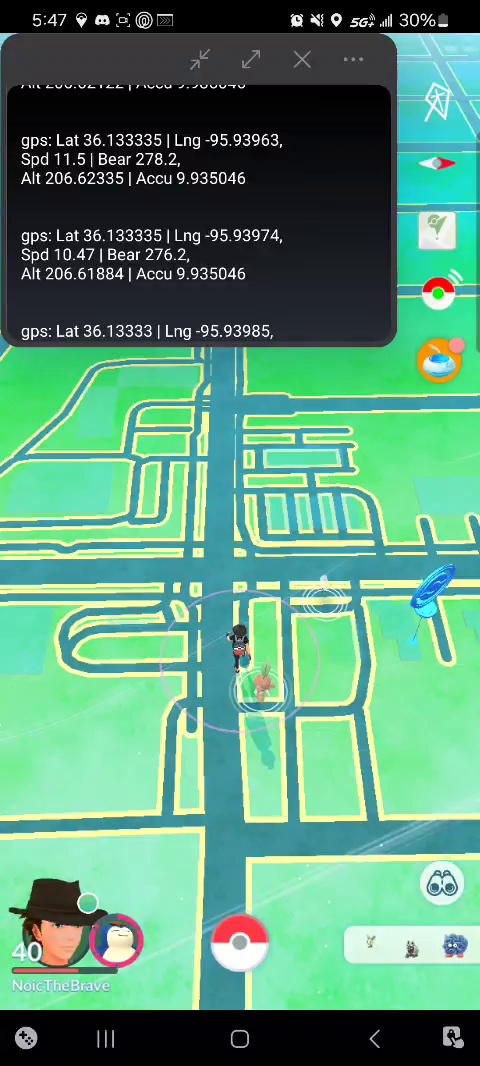 5:47
5G
30%
gps: Lat 36.133335 | Lng -95.93963,
Spd 11.5 | Bear 278.2,
Alt 206.62335 | Accu 9.935046
gps: Lat 36.133335 | Lng -95.93974,
Spd 10.47 | Bear 276.2,
Alt 206.61884 | Accu 9.935046
gps: Lat 36.13333 | Lng -95.93985,
40
NoicTheBrave